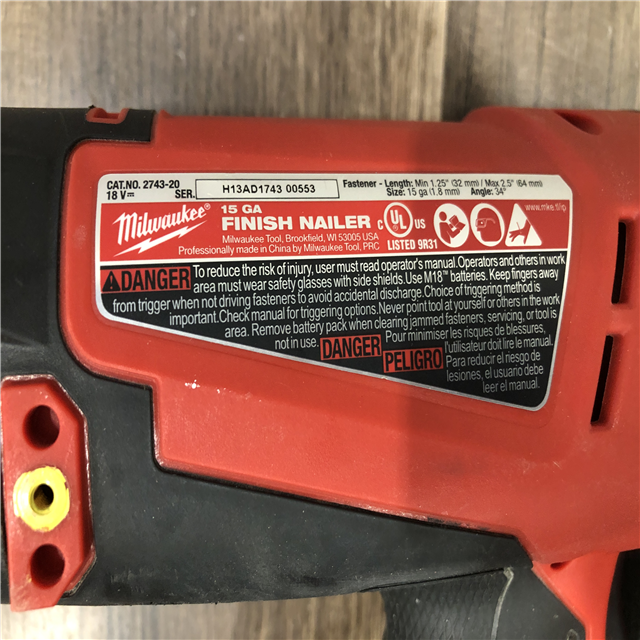 CAT.NO. 2743-20
18 V⎓
SER. H13AD1743 00553
Fastener - Length: Min 1.25" (32 mm) / Max 2.5" (64 mm)
Size: 15 ga (1.8 mm) Angle: 34°
Milwaukee®
15 GA
FINISH NAILER
Milwaukee Tool, Brookfield, WI 53005 USA
Professionally made in China by Milwaukee Tool, PRC
C UL US
LISTED 9R31
DANGER To reduce the risk of injury, user must read operator's manual. Operators and others in work
area must wear safety glasses with side shields. Use M18™ batteries. Keep fingers away
from trigger when not driving fasteners to avoid accidental discharge. Choice of triggering method is
important. Check manual for triggering options. Never point tool at yourself or others in the work
area. Remove battery pack when clearing jammed fasteners, servicing, or tool is
not in use.
DANGER Pour minimiser les risques de blessures,
l'utilisateur doit lire le manuel.
PELIGRO Para reducir el riesgo de
lesiones, el usuario debe
leer el manual.